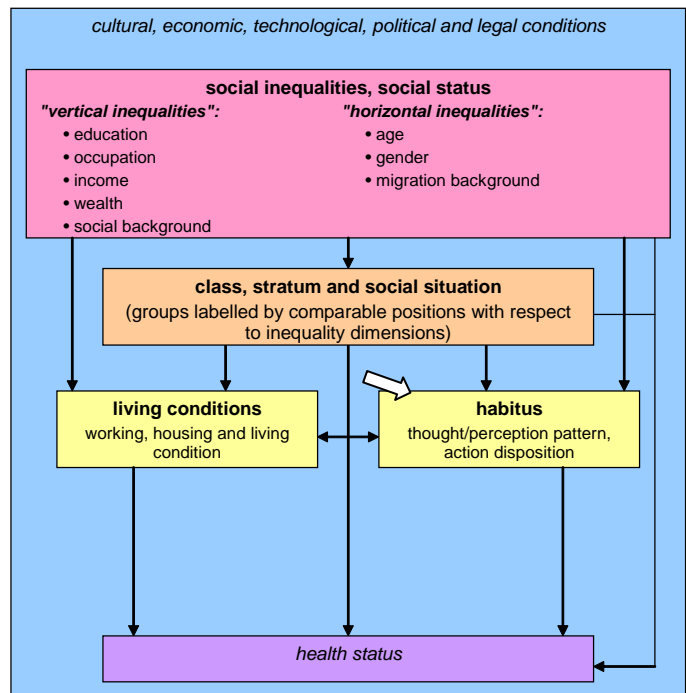 cultural, economic, technological, political and legal conditions
social inequalities, social status
"vertical inequalities":
• education
• occupation
• income
• wealth
• social background
"horizontal inequalities":
• age
• gender
• migration background
class, stratum and social situation
(groups labelled by comparable positions with respect
to inequality dimensions)
living conditions
working, housing and living
condition
habitus
thought/perception pattern,
action disposition
health status